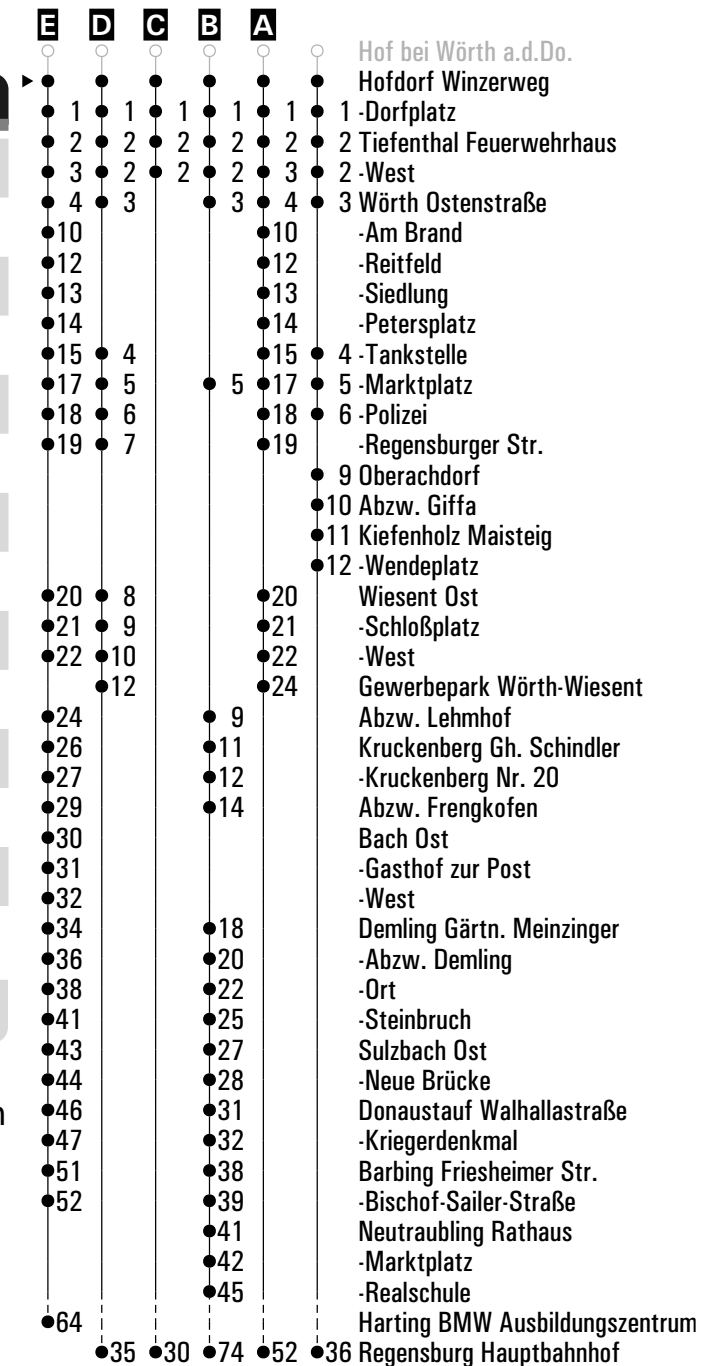 E D C B A
Hof bei Wörth a.d.Do.
Hofdorf Winzerweg
1 1 1 1 1 1 -Dorfplatz
2 2 2 2 2 2 Tiefenthal Feuerwehrhaus
3 2 2 2 3 2 -West
4 3 3 4 3 Wörth Ostenstraße
10 10 -Am Brand
12 12 -Reitfeld
13 13 -Siedlung
14 14 -Petersplatz
15 4 15 4 -Tankstelle
17 5 5 17 5 -Marktplatz
18 6 18 6 -Polizei
19 7 19 -Regensburger Str.
9 Oberachdorf
10 Abzw. Giffa
11 Kiefenholz Maisteig
12 -Wendeplatz
20 8 20 Wiesent Ost
21 9 21 -Schloßplatz
22 10 22 -West
12 24 Gewerbepark Wörth-Wiesent
24 9 Abzw. Lehmhof
26 11 Kruckenberg Gh. Schindler
27 12 -Kruckenberg Nr. 20
29 14 Abzw. Frengkofen
30 Bach Ost
31 -Gasthof zur Post
32 -West
34 18 Demling Gärtn. Meinzinger
36 20 -Abzw. Demling
38 22 -Ort
41 25 -Steinbruch
43 27 Sulzbach Ost
44 28 -Neue Brücke
46 31 Donaustauf Walhallastraße
47 32 -Kriegerdenkmal
51 38 Barbing Friesheimer Str.
52 39 -Bischof-Sailer-Straße
41 Neutraubling Rathaus
42 -Marktplatz
45 -Realschule
64 Harting BMW Ausbildungszentrum
35 30 74 52 36 Regensburg Hauptbahnhof